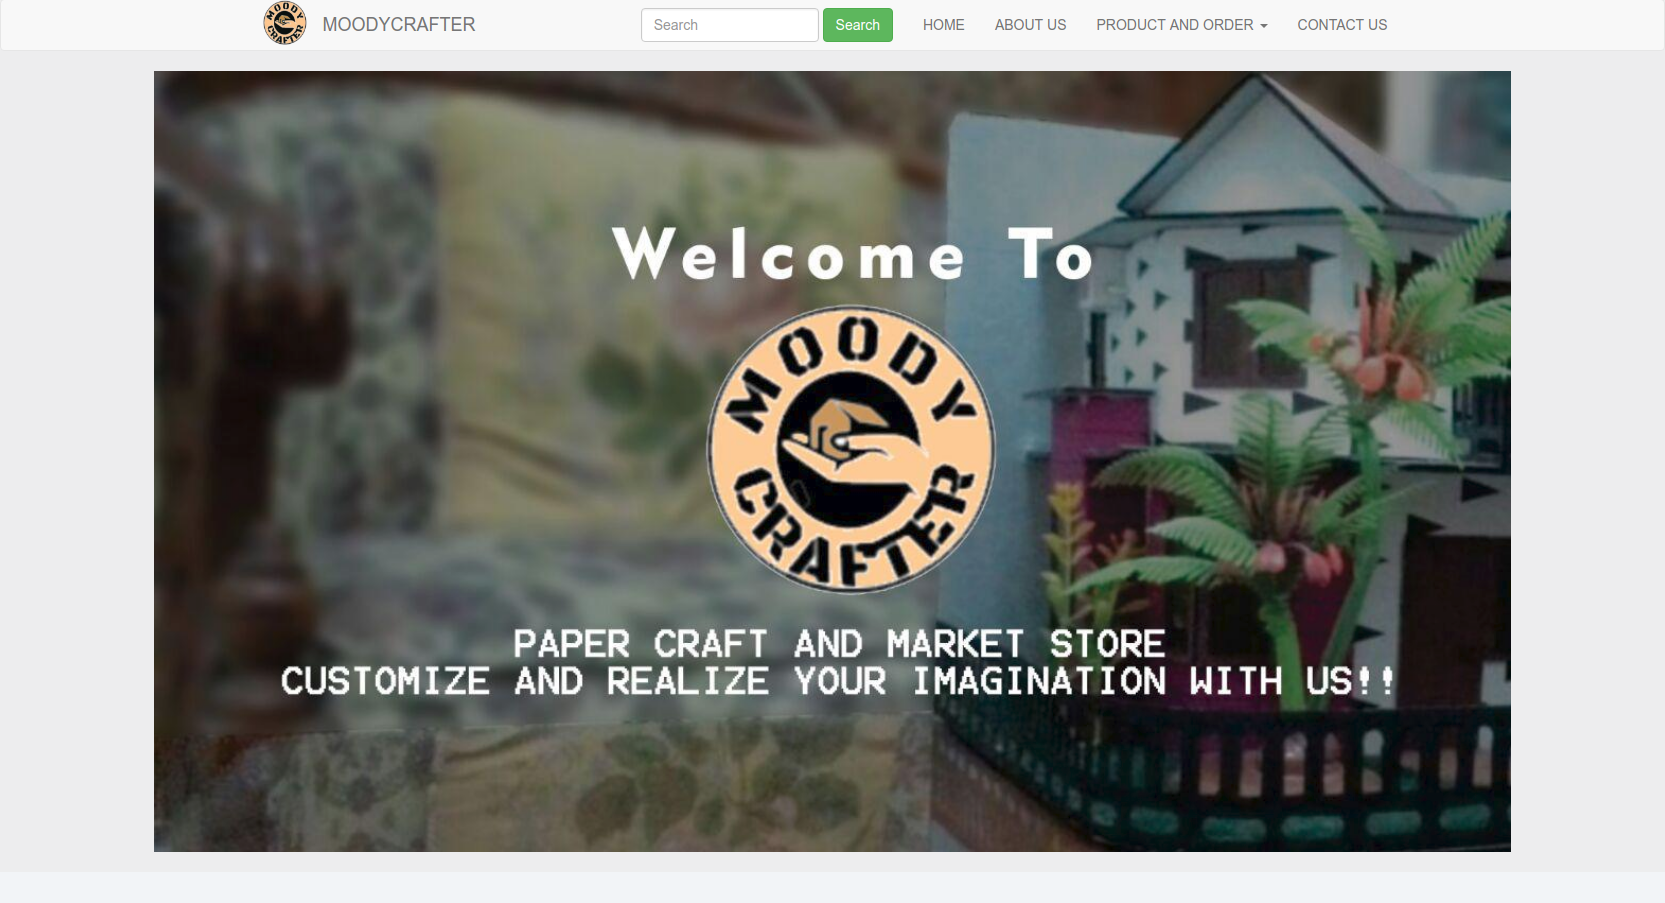 MOODY CRAFTER
MOODYCRAFTER
Search
Search
HOME
ABOUT US
PRODUCT AND ORDER
CONTACT US
Welcome To
MOODY
CRAFTER
PAPER CRAFT AND MARKET STORE
CUSTOMIZE AND REALIZE YOUR IMAGINATION WITH US!!